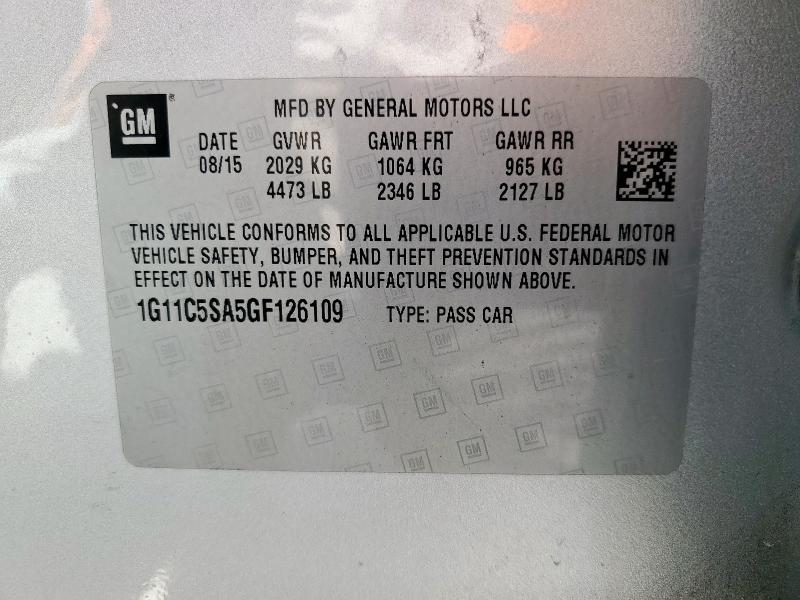 GM
MFD BY GENERAL MOTORS LLC
DATE GVWR GAWR FRT GAWR RR
08/15 2029 KG 1064 KG 965 KG
4473 LB 2346 LB 2127 LB
THIS VEHICLE CONFORMS TO ALL APPLICABLE U.S. FEDERAL MOTOR
VEHICLE SAFETY, BUMPER, AND THEFT PREVENTION STANDARDS IN
EFFECT ON THE DATE OF MANUFACTURE SHOWN ABOVE.
1G11C5SA5GF126109 TYPE: PASS CAR